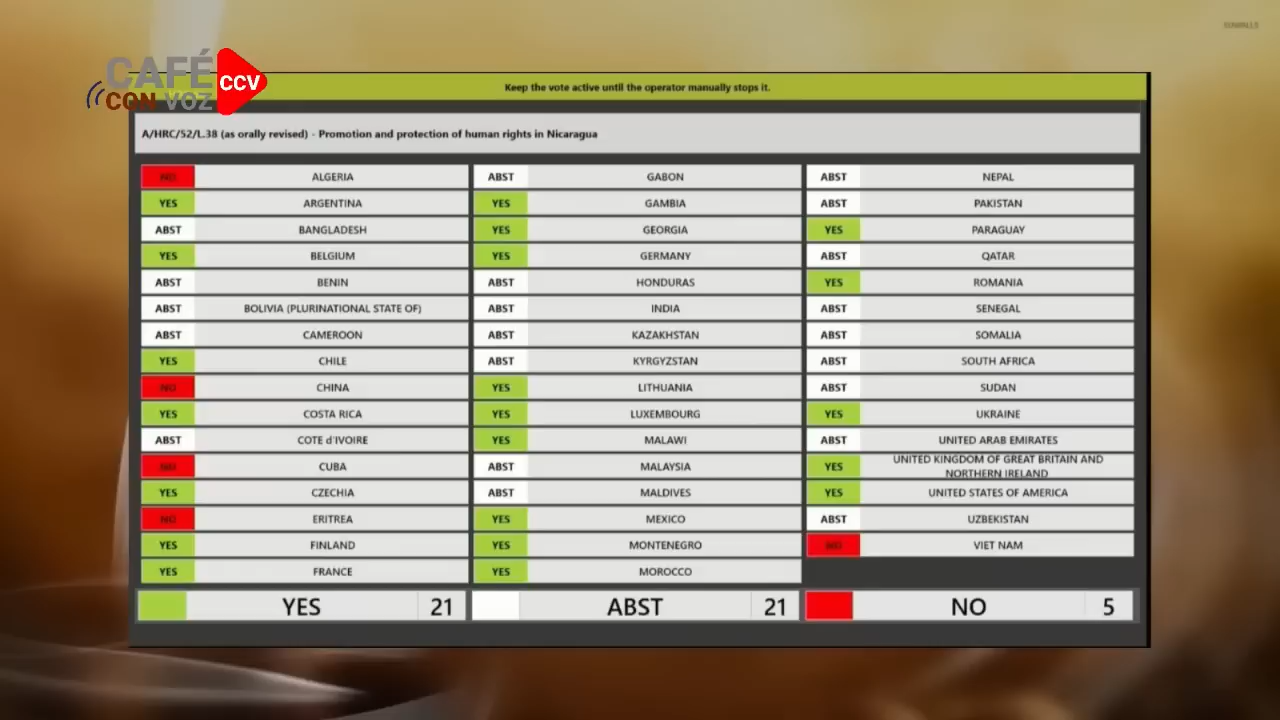 CAFÉ
CON VOZ
CCV
Keep the vote active until the operator manually stops it.
A/HRC/52/L.38 (as orally revised) - Promotion and protection of human rights in Nicaragua
NO ALGERIA
YES ARGENTINA
ABST BANGLADESH
YES BELGIUM
ABST BENIN
ABST BOLIVIA (PLURINATIONAL STATE OF)
ABST CAMEROON
YES CHILE
NO CHINA
YES COSTA RICA
ABST COTE d'IVOIRE
NO CUBA
YES CZECHIA
NO ERITREA
YES FINLAND
YES FRANCE
ABST GABON
YES GAMBIA
YES GEORGIA
YES GERMANY
ABST HONDURAS
ABST INDIA
ABST KAZAKHSTAN
ABST KYRGYZSTAN
YES LITHUANIA
YES LUXEMBOURG
YES MALAWI
ABST MALAYSIA
ABST MALDIVES
YES MEXICO
YES MONTENEGRO
YES MOROCCO
ABST NEPAL
ABST PAKISTAN
YES PARAGUAY
ABST QATAR
YES ROMANIA
ABST SENEGAL
ABST SOMALIA
ABST SOUTH AFRICA
ABST SUDAN
YES UKRAINE
ABST UNITED ARAB EMIRATES
YES UNITED KINGDOM OF GREAT BRITAIN AND
NORTHERN IRELAND
YES UNITED STATES OF AMERICA
ABST UZBEKISTAN
NO VIET NAM
YES 21
ABST 21
NO 5